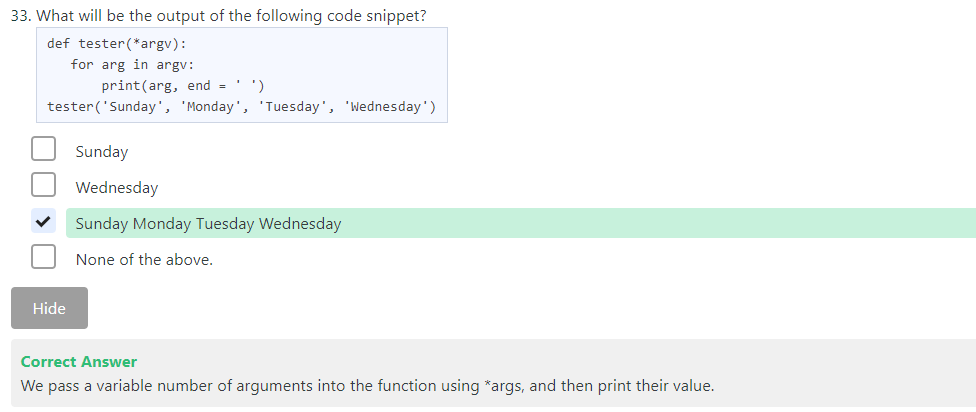 33. What will be the output of the following code snippet?
def tester(*argv):
   for arg in argv:
       print(arg, end = ' ')
tester('Sunday', 'Monday', 'Tuesday', 'Wednesday')
Sunday
Wednesday
Sunday Monday Tuesday Wednesday
None of the above.
Hide
Correct Answer
We pass a variable number of arguments into the function using *args, and then print their value.